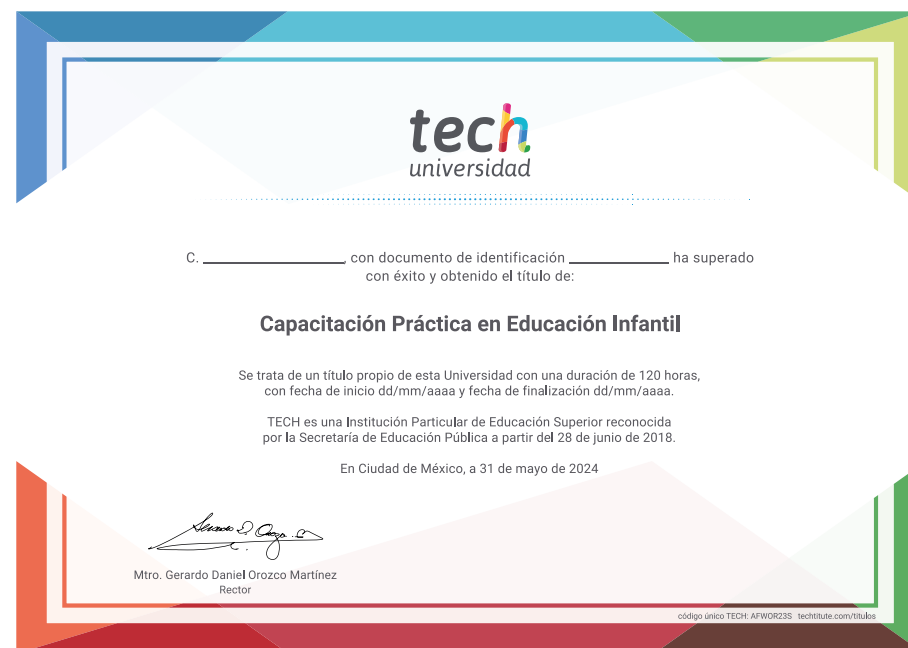 tech
universidad
C. ____________, con documento de identificación ____________ ha superado
con éxito y obtenido el título de:
Capacitación Práctica en Educación Infantil
Se trata de un título propio de esta Universidad con una duración de 120 horas,
con fecha de inicio dd/mm/aaaa y fecha de finalización dd/mm/aaaa.
TECH es una Institución Particular de Educación Superior reconocida
por la Secretaría de Educación Pública a partir del 28 de junio de 2018.
En Ciudad de México, a 31 de mayo de 2024
Mtro. Gerardo Daniel Orozco Martínez
Rector
código único TECH: AFWOR23S techtitute.com/titulos